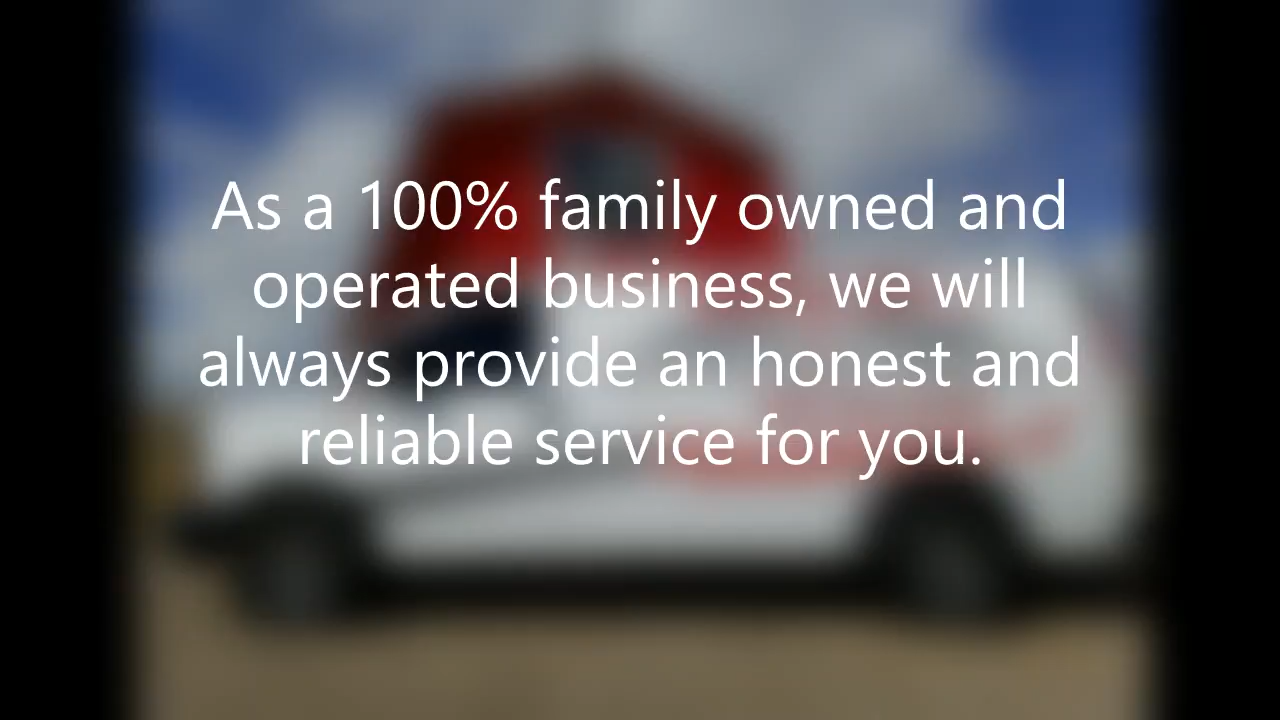 As a 100% family owned and
operated business, we will
always provide an honest and
reliable service for you.